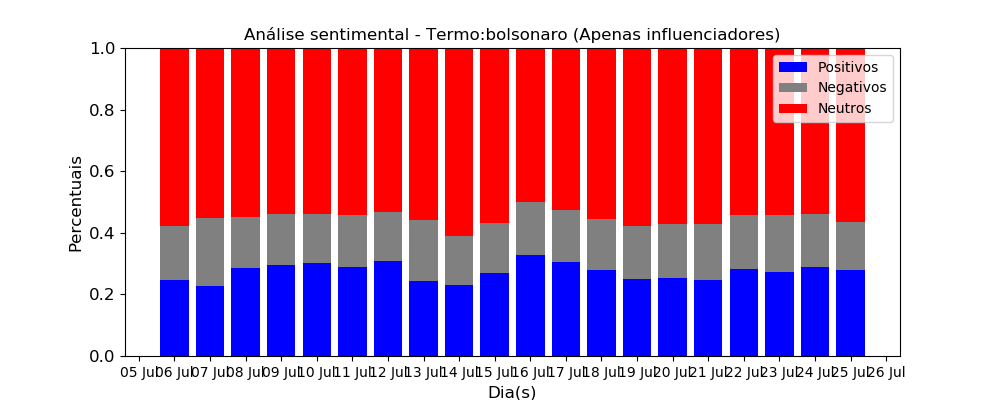 Análise sentimental - Termo:bolsonaro (Apenas influenciadores)
1.0
0.8
0.6
0.4
0.2
0.0
Percentuais
Positivos
Negativos
Neutros
05 Jul 06 Jul 07 Jul 08 Jul 09 Jul 10 Jul 11 Jul 12 Jul 13 Jul 14 Jul 15 Jul 16 Jul 17 Jul 18 Jul 19 Jul 20 Jul 21 Jul 22 Jul 23 Jul 24 Jul 25 Jul 26 Jul
Dia(s)